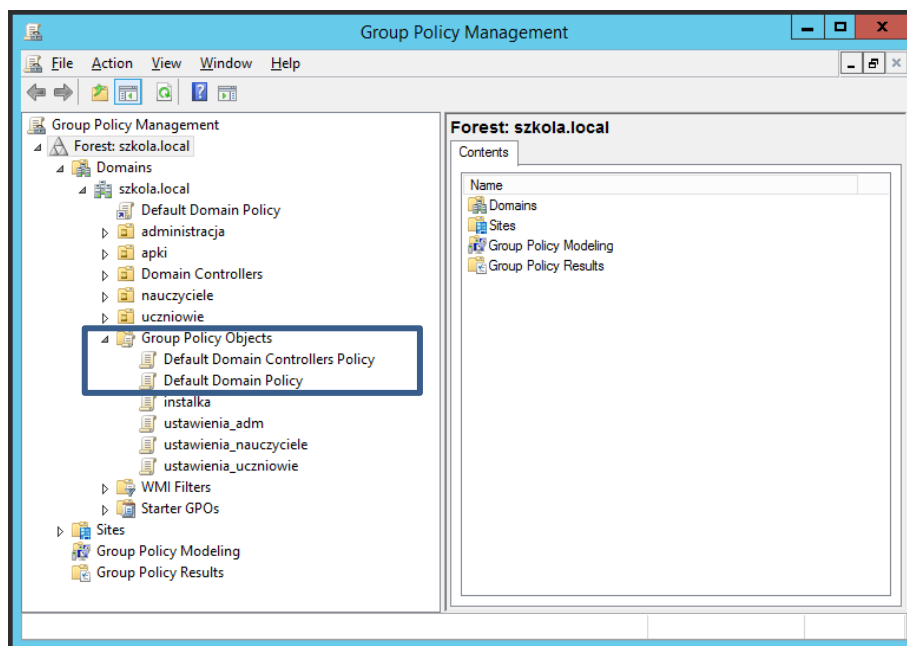 Group Policy Management
File Action View Window Help
Group Policy Management
Forest: szkola.local
Domains
szkola.local
Default Domain Policy
administracja
apki
Domain Controllers
nauczyciele
uczniowie
Group Policy Objects
Default Domain Controllers Policy
Default Domain Policy
instalka
ustawienia_adm
ustawienia_nauczyciele
ustawienia_uczniowie
WMI Filters
Starter GPOs
Sites
Group Policy Modeling
Group Policy Results
Forest: szkola.local
Contents
Name
Domains
Sites
Group Policy Modeling
Group Policy Results